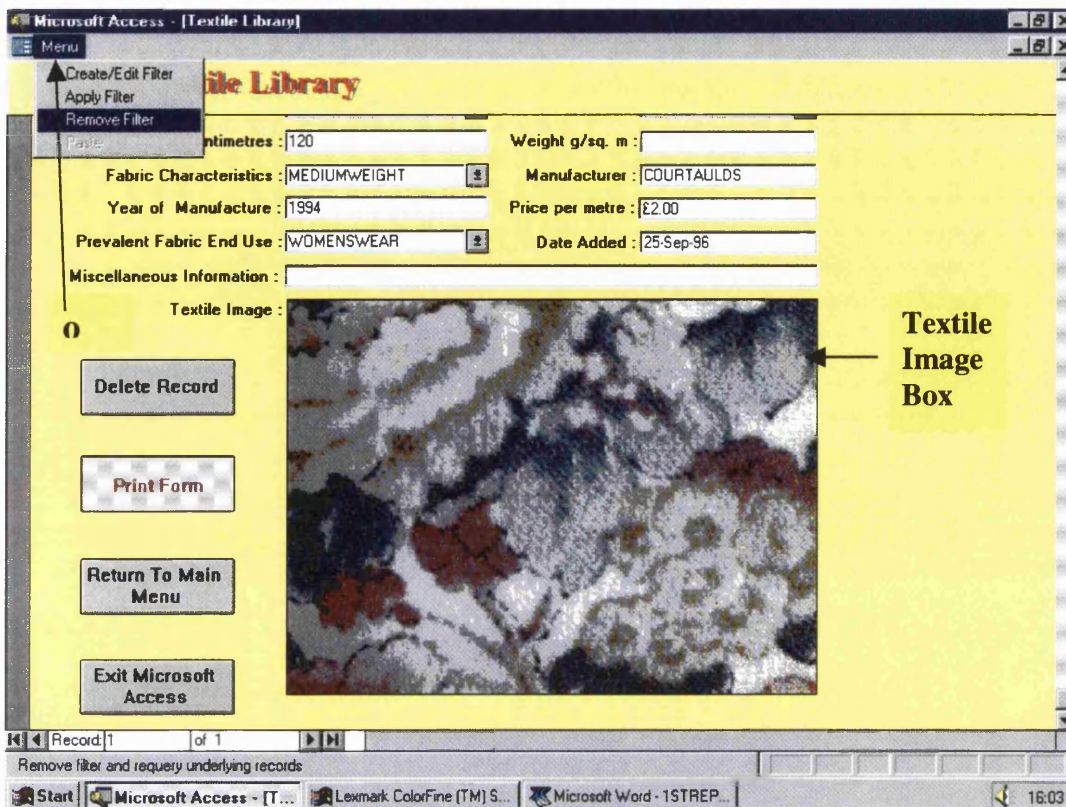 Microsoft Access - [Textile Library]
Menu
Create/Edit Filter
Apply Filter
Remove Filter
Paste
tile Library
ntimetres : 120
Weight g/sq. m :
Fabric Characteristics : MEDIUMWEIGHT
Manufacturer : COURTAULDS
Year of Manufacture : 1994
Price per metre : £2.00
Prevalent Fabric End Use : WOMENSWEAR
Date Added : 25-Sep-96
Miscellaneous Information :
Textile Image :
o
Textile
Image
Box
Delete Record
Print Form
Return To Main
Menu
Exit Microsoft
Access
Record: 1 of 1
Remove filter and requery underlying records
Start Microsoft Access - [T... Lexmark ColorFine (TM) S... Microsoft Word - 1STREP... 16:03